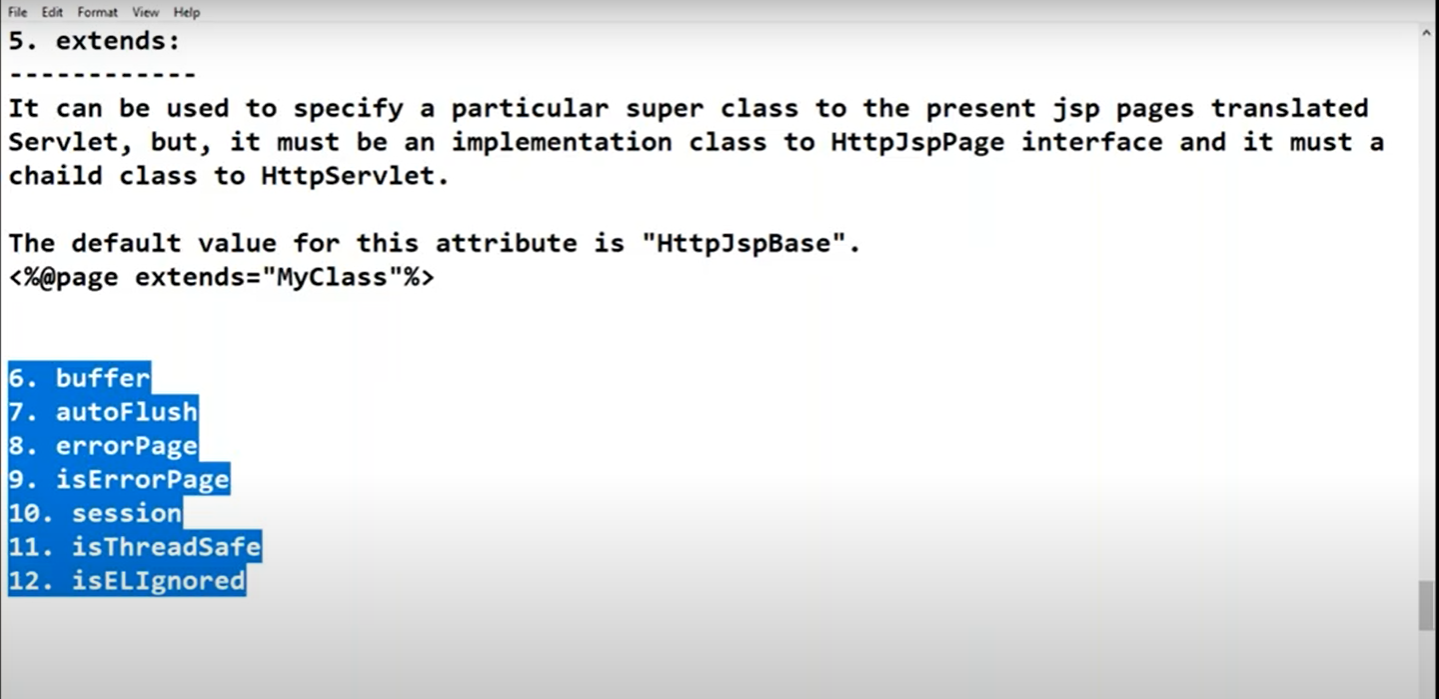 File Edit Format View Help
5. extends:
------------
It can be used to specify a particular super class to the present jsp pages translated
Servlet, but, it must be an implementation class to HttpJspPage interface and it must a
chaild class to HttpServlet.
The default value for this attribute is "HttpJspBase".
<%@page extends="MyClass"%>
6. buffer
7. autoFlush
8. errorPage
9. isErrorPage
10. session
11. isThreadSafe
12. isELIgnored